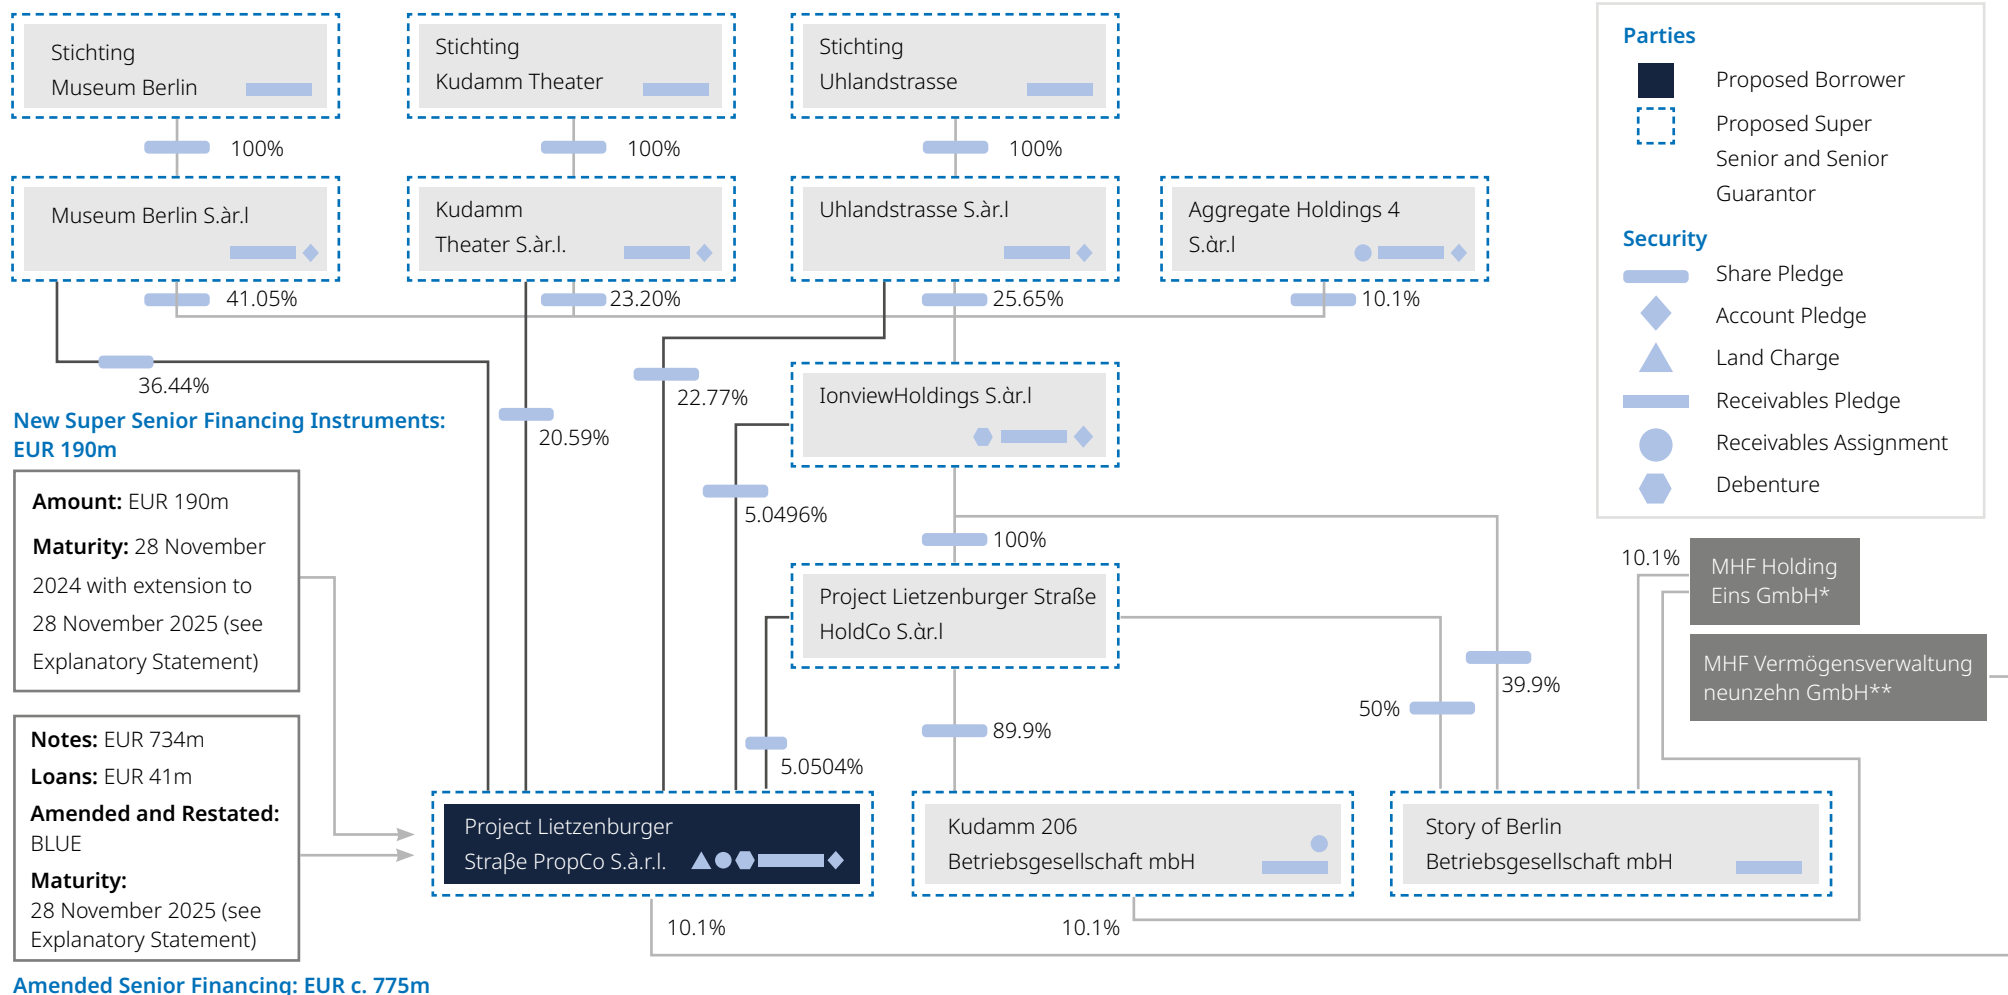 Stichting
Museum Berlin
Stichting
Kudamm Theater
Stichting
Uhlandstrasse
100%
100%
100%
Museum Berlin S.àr.l
Kudamm
Theater S.àr.l.
Uhlandstrasse S.àr.l
Aggregate Holdings 4
S.àr.l
41.05%
23.20%
25.65%
10.1%
36.44%
20.59%
22.77%
IonviewHoldings S.àr.l
5.0496%
100%
Project Lietzenburger Straße
HoldCo S.àr.l
5.0504%
89.9%
50%
39.9%
10.1%
MHF Holding
Eins GmbH*
MHF Vermögensverwaltung
neunzehn GmbH**
New Super Senior Financing Instruments:
EUR 190m
Amount: EUR 190m
Maturity: 28 November
2024 with extension to
28 November 2025 (see
Explanatory Statement)
Notes: EUR 734m
Loans: EUR 41m
Amended and Restated:
BLUE
Maturity:
28 November 2025 (see
Explanatory Statement)
Amended Senior Financing: EUR c. 775m
Project Lietzenburger
Straβe PropCo S.à.r.l.
Kudamm 206
Betriebsgesellschaft mbH
Story of Berlin
Betriebsgesellschaft mbH
10.1%
10.1%
Parties
Proposed Borrower
Proposed Super
Senior and Senior
Guarantor
Security
Share Pledge
Account Pledge
Land Charge
Receivables Pledge
Receivables Assignment
Debenture